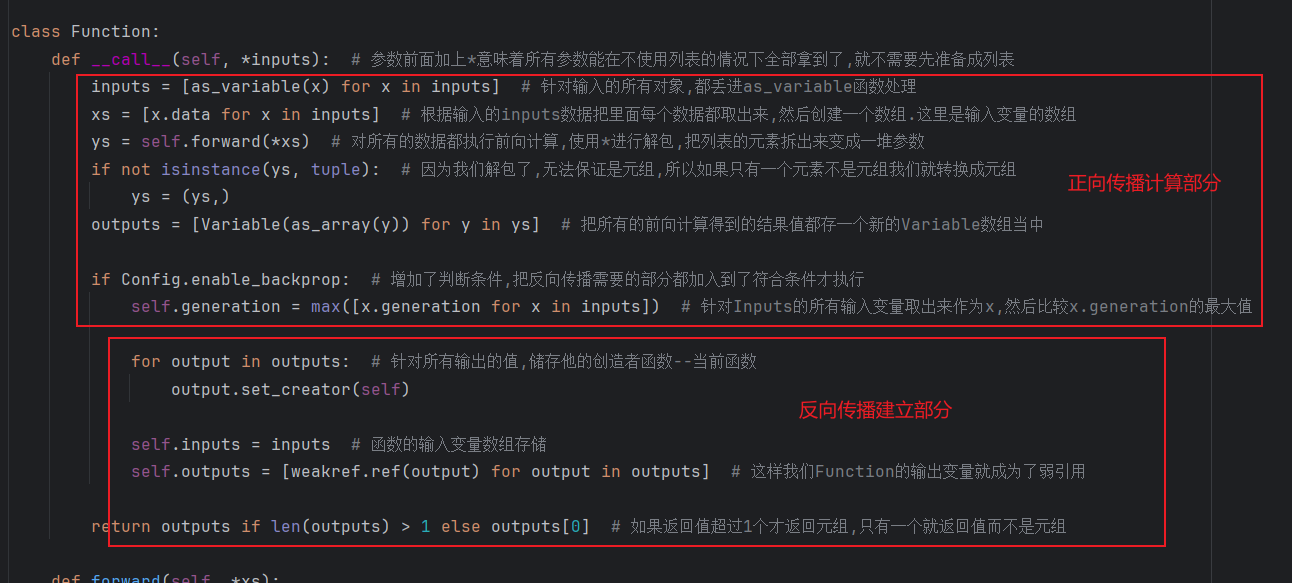 class Function:
def __call__(self, *inputs):  # 参数前面加上*意味着所有参数能在不使用列表的情况下全部拿到了,就不需要先准备成列表
inputs = [as_variable(x) for x in inputs]  # 针对输入的所有对象,都丢进as_variable函数处理
xs = [x.data for x in inputs]  # 根据输入的inputs数据把里面每个数据都取出来,然后创建一个数组.这里是输入变量的数组
ys = self.forward(*xs)  # 对所有的数据都执行前向计算,使用*进行解包,把列表的元素拆出来变成一堆参数
if not isinstance(ys, tuple):  # 因为我们解包了,无法保证是元组,所以如果只有一个元素不是元组我们就转换成元组
正向传播计算部分
ys = (ys,)
outputs = [Variable(as_array(y)) for y in ys]  # 把所有的前向计算得到的结果值都存一个新的Variable数组当中
if Config.enable_backprop:  # 增加了判断条件,把反向传播需要的部分都加入到了符合条件才执行
self.generation = max([x.generation for x in inputs])  # 针对Inputs的所有输入变量取出来作为x,然后比较x.generation的最大值
for output in outputs:  # 针对所有输出的值,储存他的创造者函数--当前函数
output.set_creator(self)
反向传播建立部分
self.inputs = inputs  # 函数的输入变量数组存储
self.outputs = [weakref.ref(output) for output in outputs]  # 这样我们Function的输出变量就成为了弱引用
return outputs if len(outputs) > 1 else outputs[0]  # 如果返回值超过1个才返回元组,只有一个就返回值而不是元组
def forward(self, *xs):